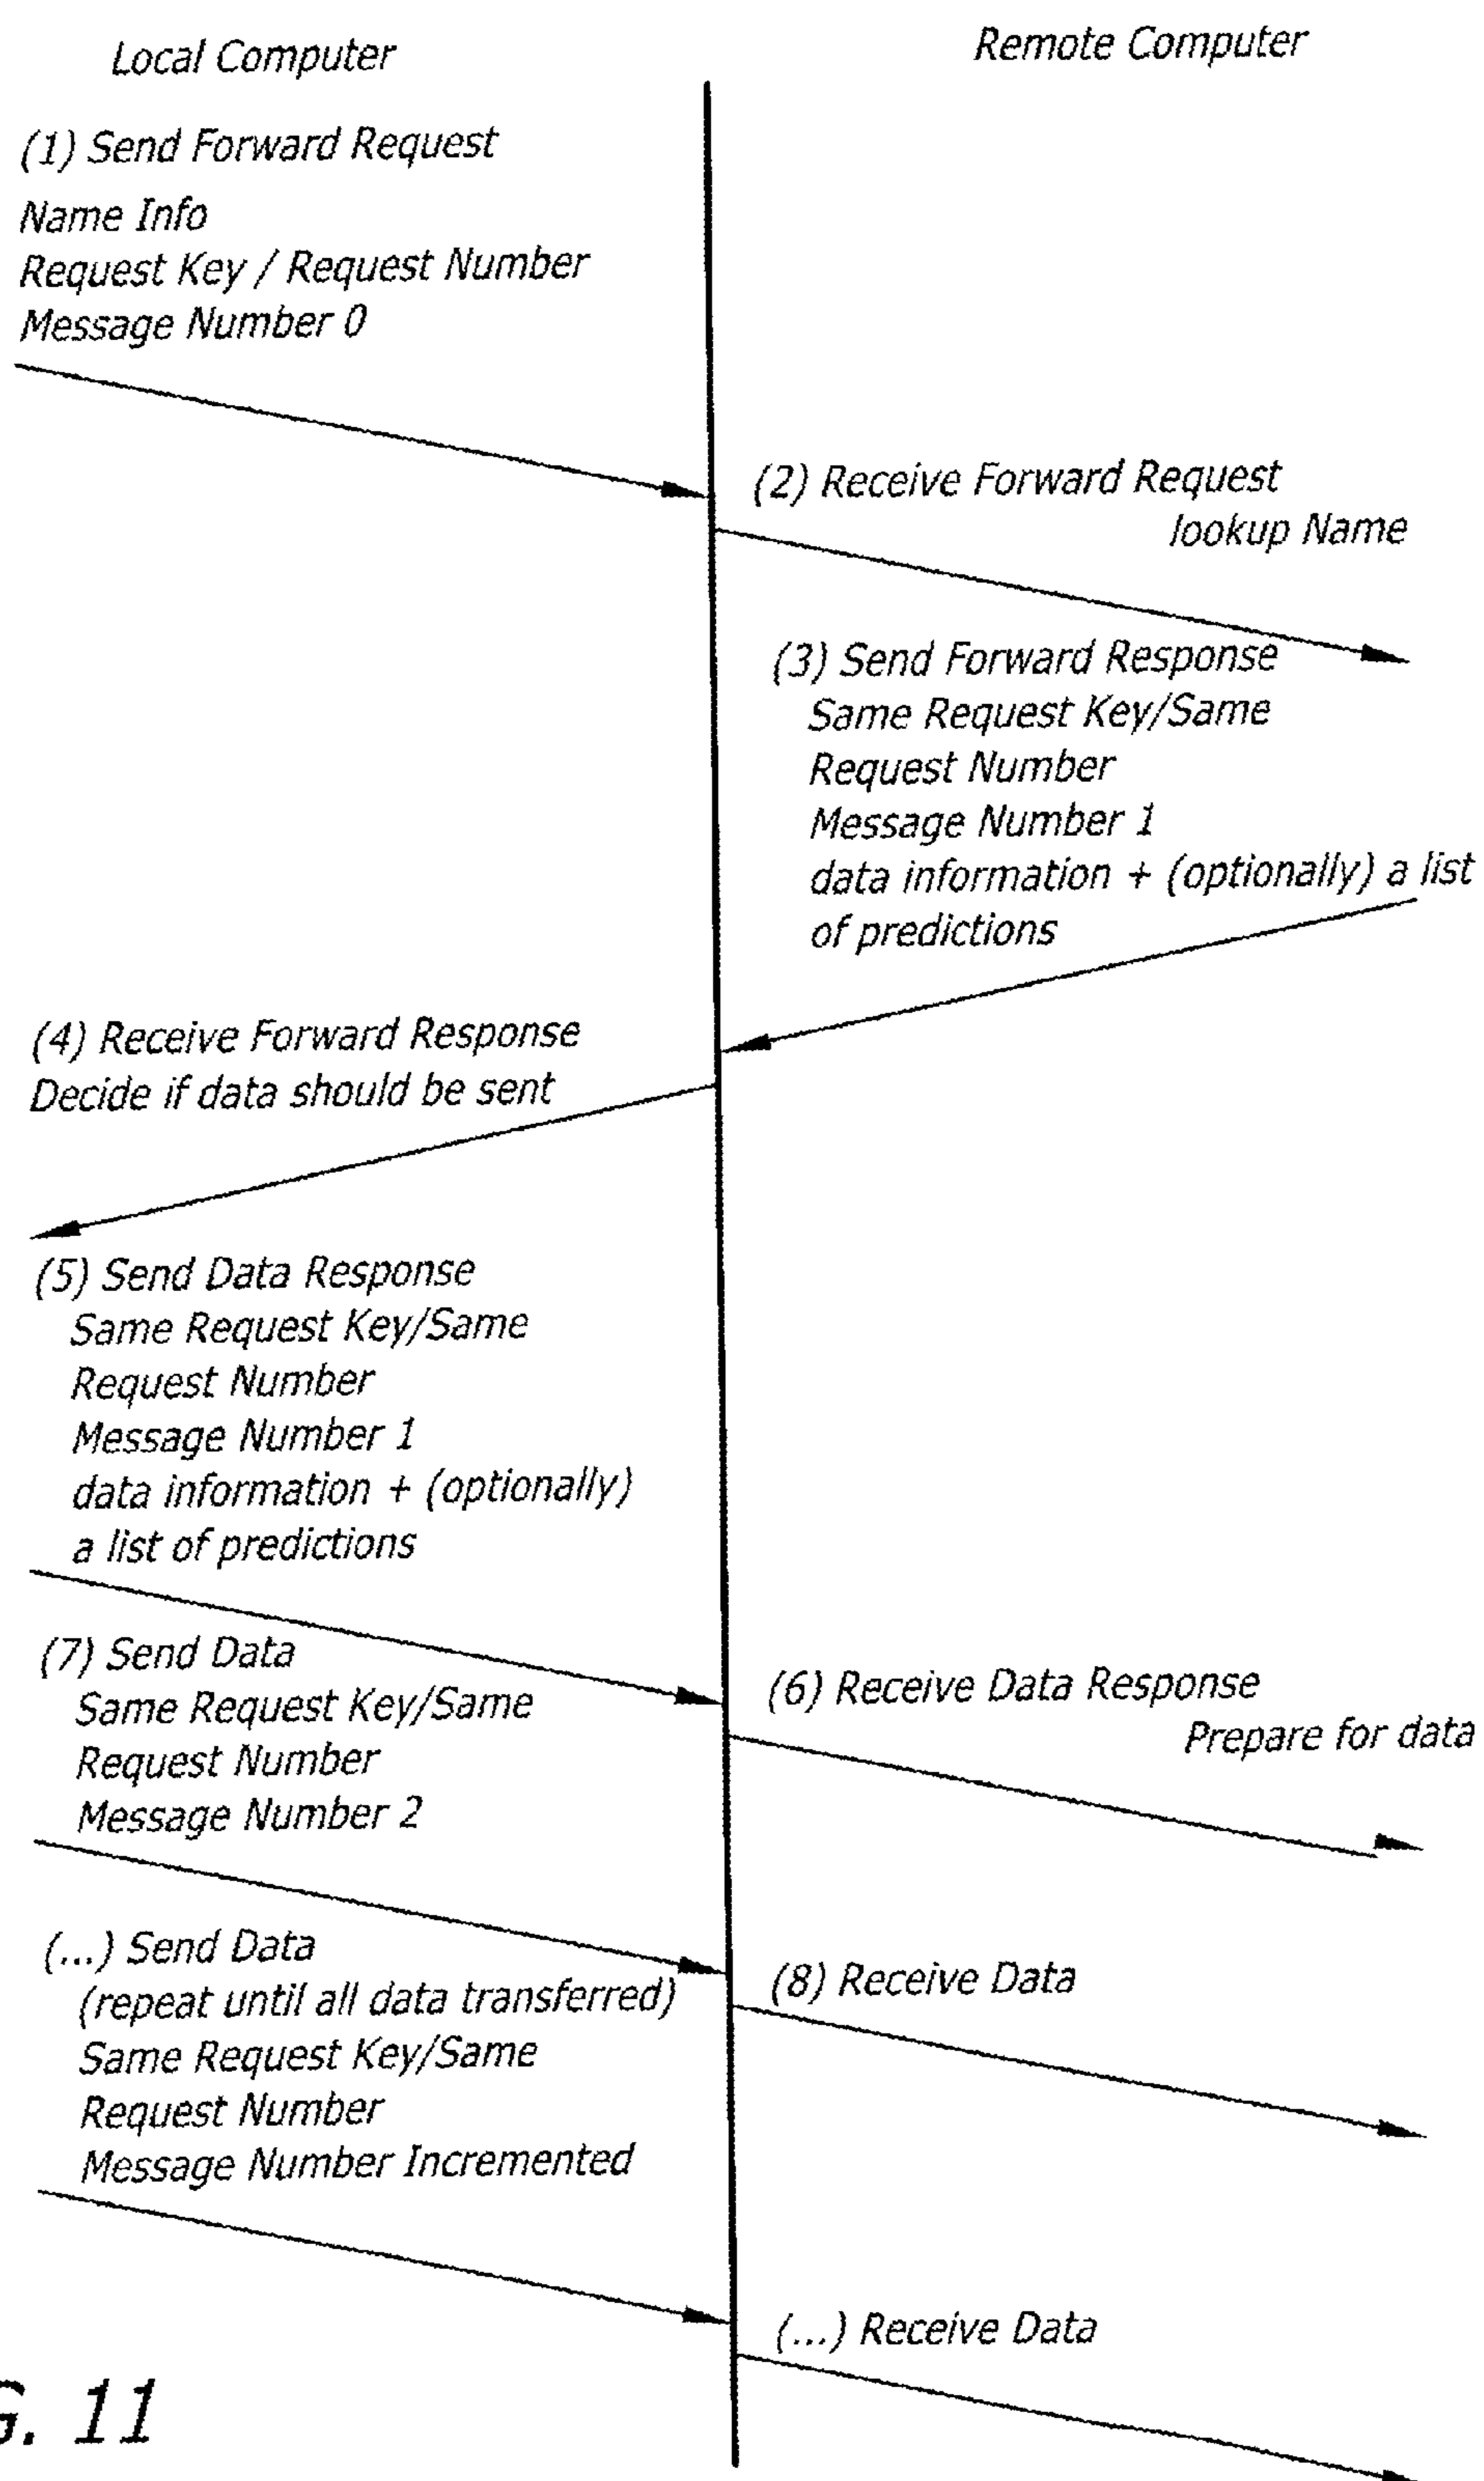 Local Computer
Remote Computer
(1) Send Forward Request
Name Info
Request Key / Request Number
Message Number 0
(2) Receive Forward Request
lookup Name
(3) Send Forward Response
Same Request Key/Same
Request Number
Message Number 1
data information + (optionally) a list
of predictions
(4) Receive Forward Response
Decide if data should be sent
(5) Send Data Response
Same Request Key/Same
Request Number
Message Number 1
data information + (optionally)
a list of predictions
(7) Send Data
Same Request Key/Same
Request Number
Message Number 2
(6) Receive Data Response
Prepare for data
(...) Send Data
(repeat until all data transferred)
Same Request Key/Same
Request Number
Message Number Incremented
(8) Receive Data
(...) Receive Data
G. 11